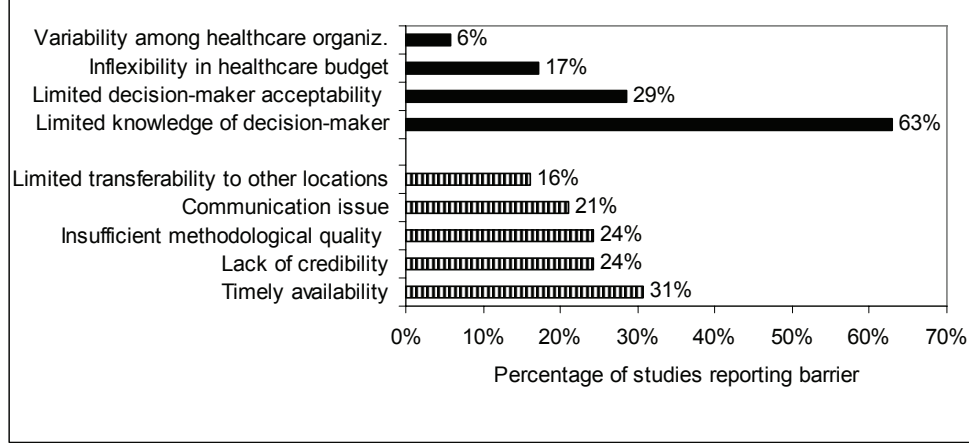 Variability among healthcare organiz. 6%
Inflexibility in healthcare budget 17%
Limited decision-maker acceptability 29%
Limited knowledge of decision-maker 63%
Limited transferability to other locations 16%
Communication issue 21%
Insufficient methodological quality 24%
Lack of credibility 24%
Timely availability 31%
0% 10% 20% 30% 40% 50% 60% 70%
Percentage of studies reporting barrier